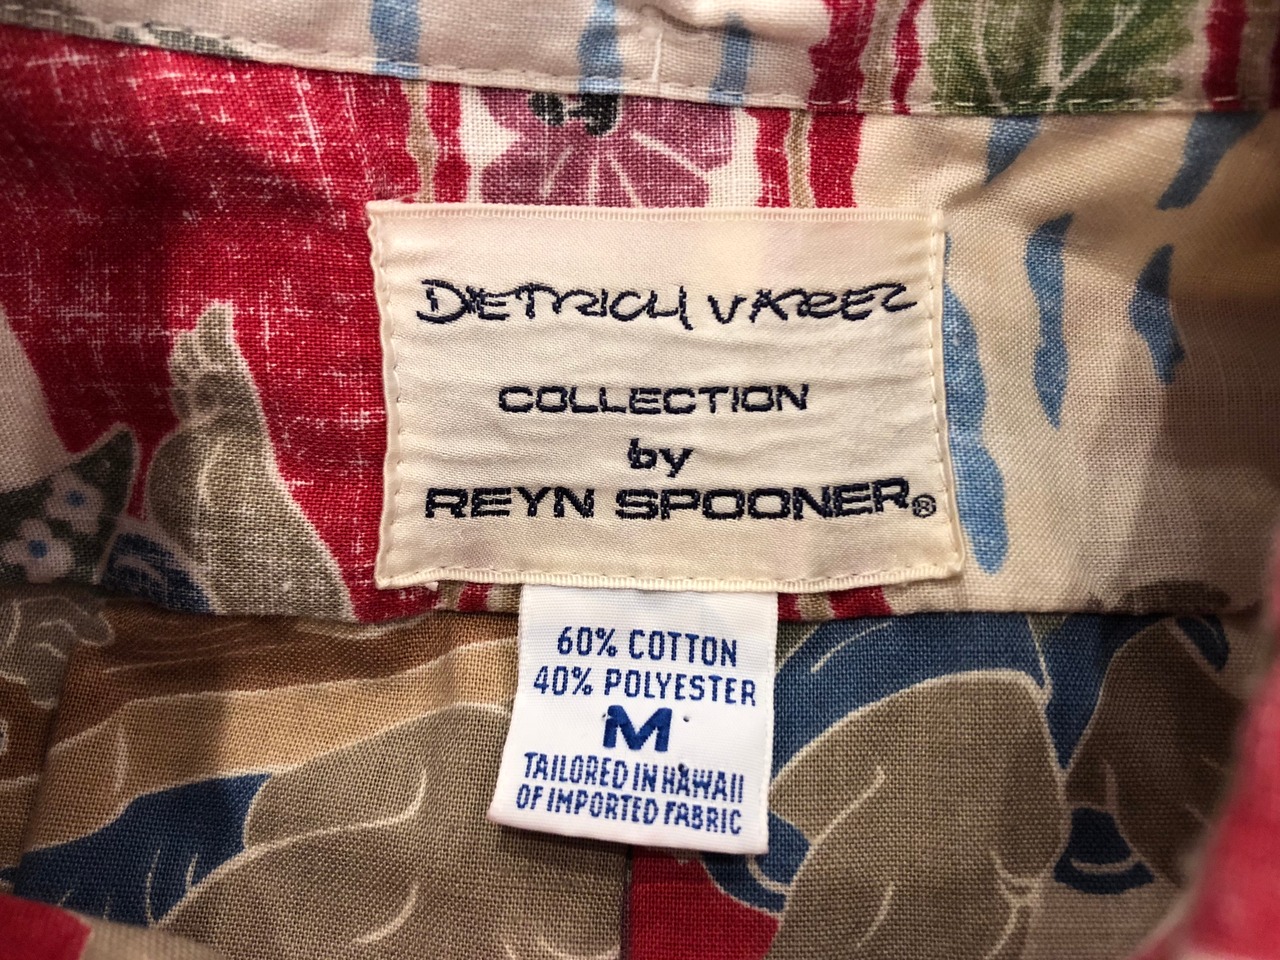 DIETRICH VAREZ
COLLECTION
by
REYN SPOONER®
60% COTTON
40% POLYESTER
M
TAILORED IN HAWAII
OF IMPORTED FABRIC